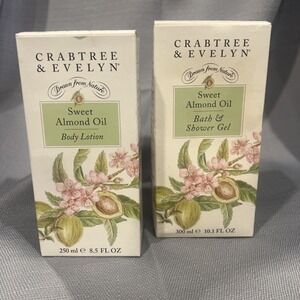 CRABTREE
& EVELYN®
Drawn from Nature
Sweet
Almond Oil
Body Lotion
250 ml ℮ 8.5 FL OZ
CRABTREE
& EVELYN®
Drawn from Nature
Sweet
Almond Oil
Bath &
Shower Gel
300 ml ℮ 10.1 FL OZ